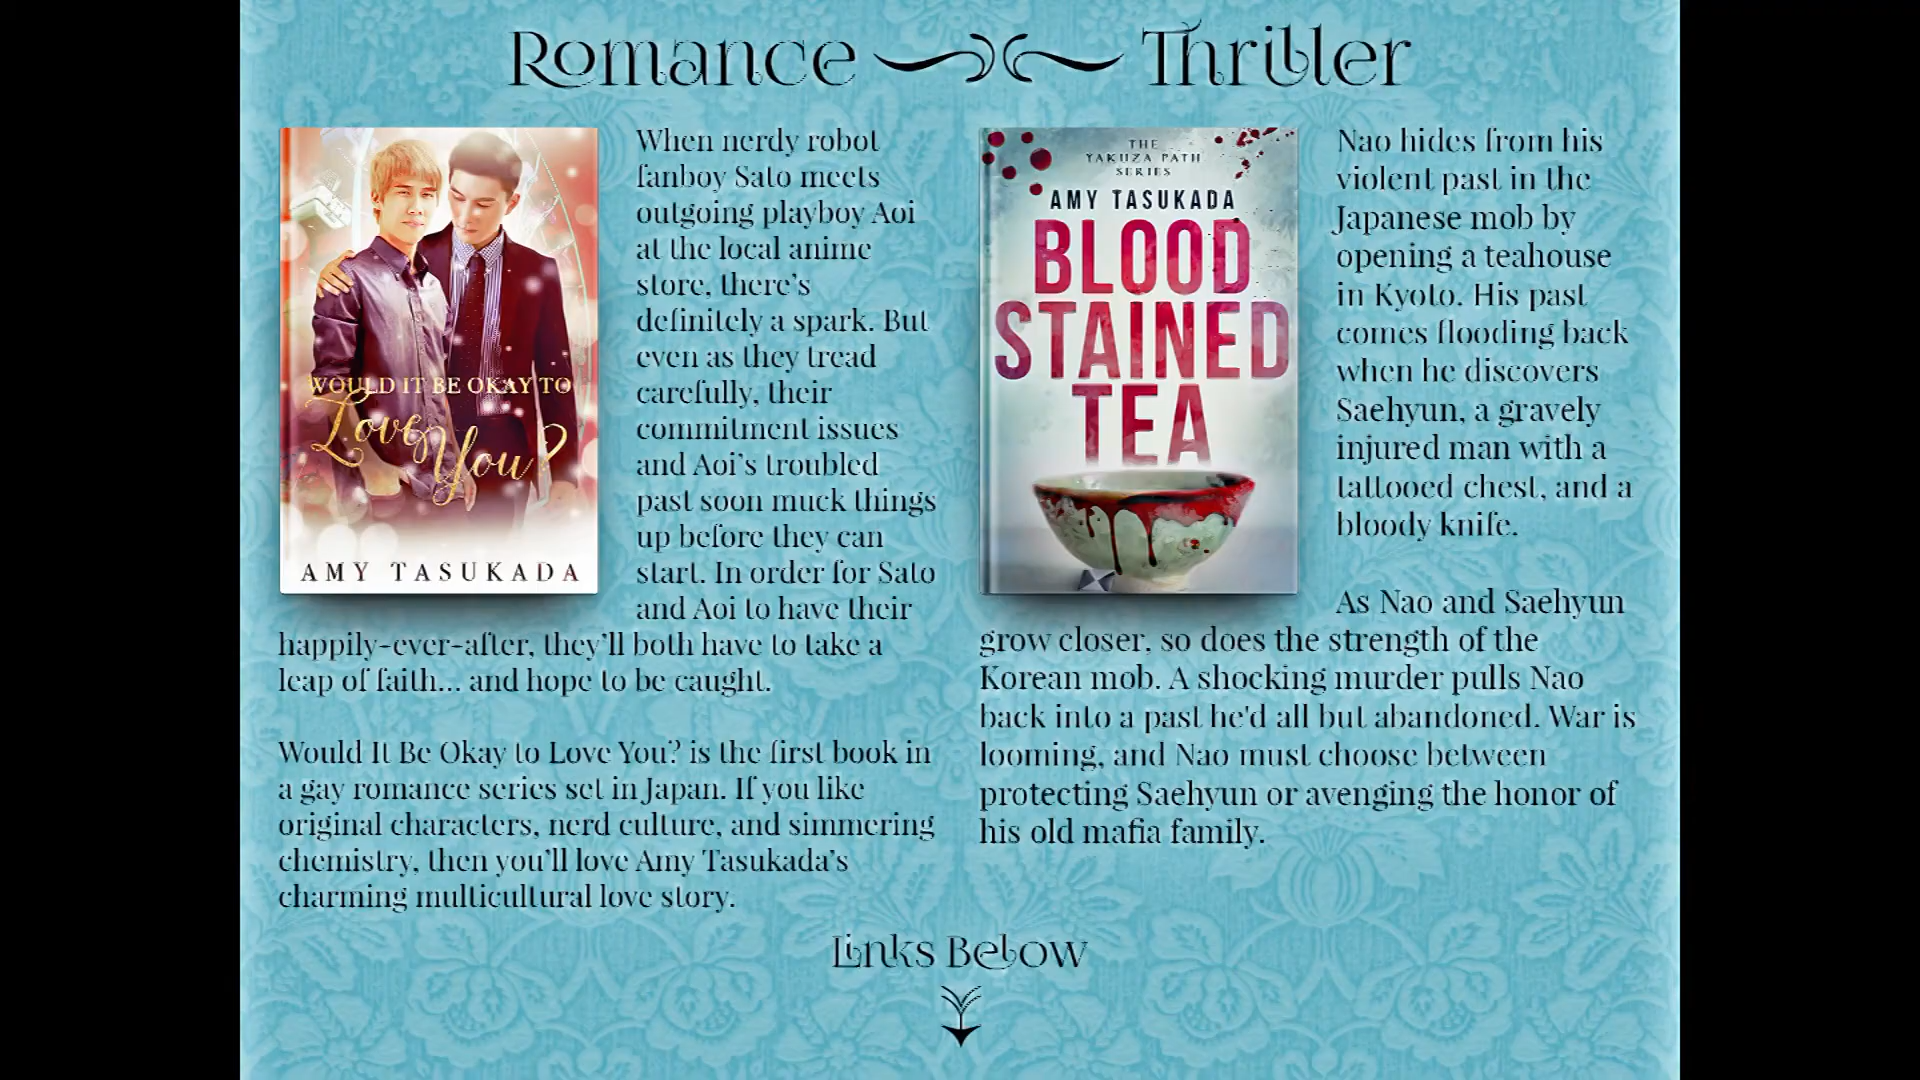 Romance
Thriller
WOULD IT BE OKAY TO
Love You?
AMY TASUKADA
When nerdy robot
fanboy Sato meets
outgoing playboy Aoi
at the local anime
store, there's
definitely a spark. But
even as they tread
carefully, their
commitment issues
and Aoi's troubled
past soon muck things
up before they can
start. In order for Sato
and Aoi to have their
happily-ever-after, they'll both have to take a
leap of faith... and hope to be caught.
Would It Be Okay to Love You? is the first book in
a gay romance series set in Japan. If you like
original characters, nerd culture, and simmering
chemistry, then you'll love Amy Tasukada's
charming multicultural love story.
THE
YAKUZA PATH
SERIES
AMY TASUKADA
BLOOD
STAINED
TEA
Nao hides from his
violent past in the
Japanese mob by
opening a teahouse
in Kyoto. His past
comes flooding back
when he discovers
Saehyun, a gravely
injured man with a
tattooed chest, and a
bloody knife.
As Nao and Saehyun
grow closer, so does the strength of the
Korean mob. A shocking murder pulls Nao
back into a past he'd all but abandoned. War is
looming, and Nao must choose between
protecting Saehyun or avenging the honor of
his old mafia family.
Links Below